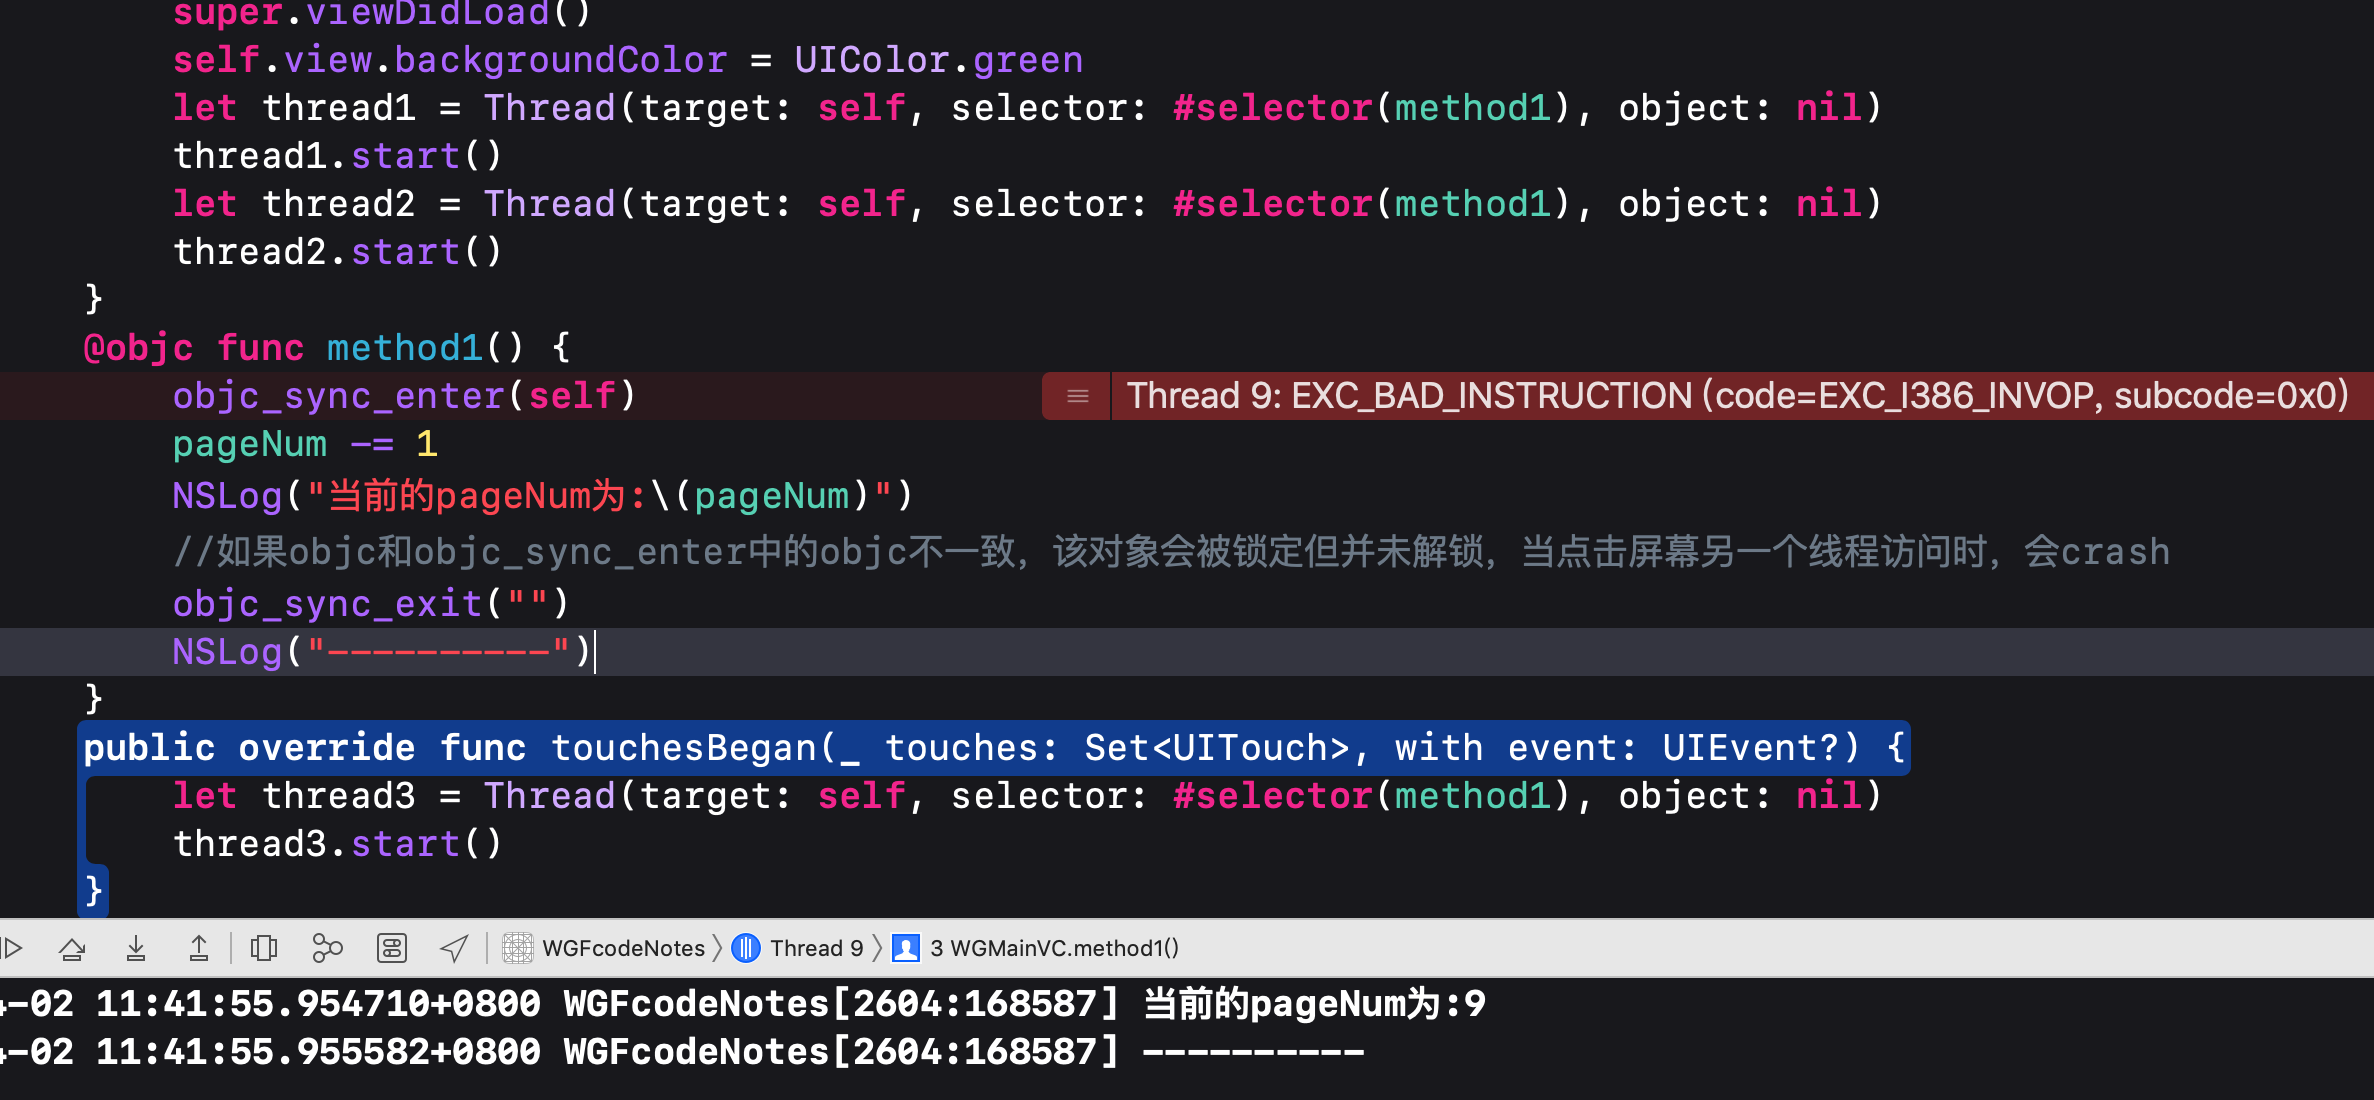 super.viewDidLoad()
self.view.backgroundColor = UIColor.green
let thread1 = Thread(target: self, selector: #selector(method1), object: nil)
thread1.start()
let thread2 = Thread(target: self, selector: #selector(method1), object: nil)
thread2.start()
}
@objc func method1() {
objc_sync_enter(self)
Thread 9: EXC_BAD_INSTRUCTION (code=EXC_I386_INVOP, subcode=0x0)
pageNum -= 1
NSLog("当前的pageNum为:\(pageNum)")
//如果objc和objc_sync_enter中的objc不一致，该对象会被锁定但并未解锁，当点击屏幕另一个线程访问时，会crash
objc_sync_exit("")
NSLog("----------")
}
public override func touchesBegan(_ touches: Set<UITouch>, with event: UIEvent?) {
let thread3 = Thread(target: self, selector: #selector(method1), object: nil)
thread3.start()
}
WGFcodeNotes Thread 9 3 WGMainVC.method1()
4-02 11:41:55.954710+0800 WGFcodeNotes[2604:168587] 当前的pageNum为:9
4-02 11:41:55.955582+0800 WGFcodeNotes[2604:168587] ----------